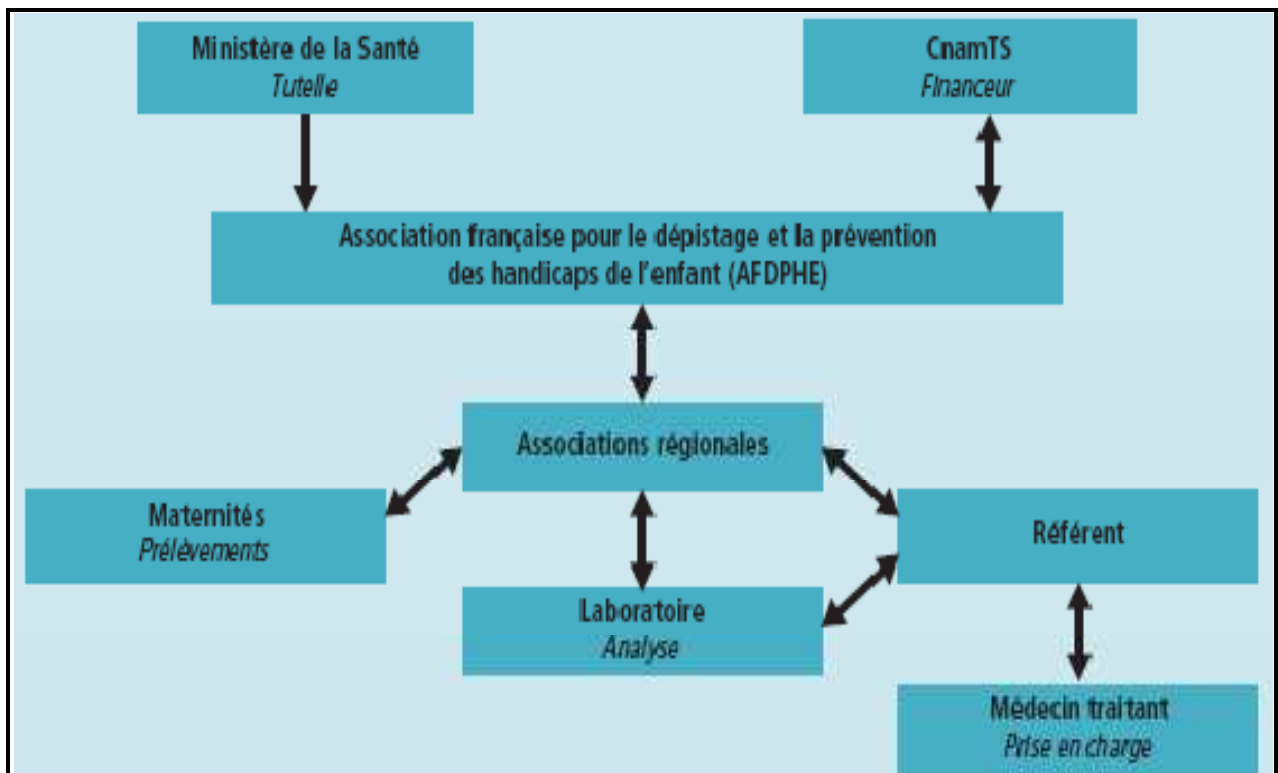 Ministère de la Santé
Tutelle
CnamTS
Financeur
Association française pour le dépistage et la prévention
des handicaps de l'enfant (AFDPHE)
Associations régionales
Maternités
Prélèvements
Référent
Laboratoire
Analyse
Médecin traitant
Prise en charge